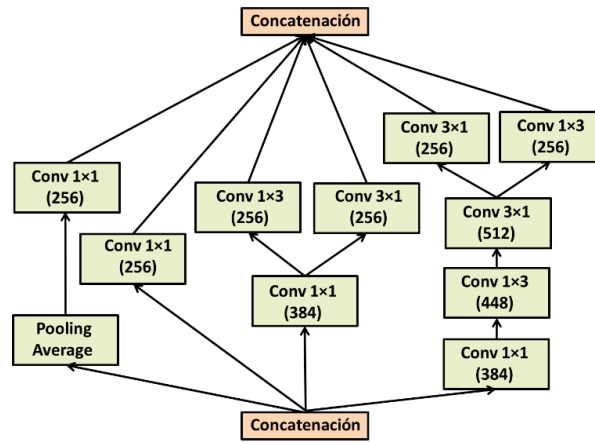 Concatenación
Conv 3×1
(256)
Conv 1×3
(256)
Conv 1×1
(256)
Conv 1×3
(256)
Conv 3×1
(256)
Conv 3×1
(512)
Conv 1×1
(256)
Conv 1×3
(448)
Conv 1×1
(384)
Pooling
Average
Conv 1×1
(384)
Concatenación